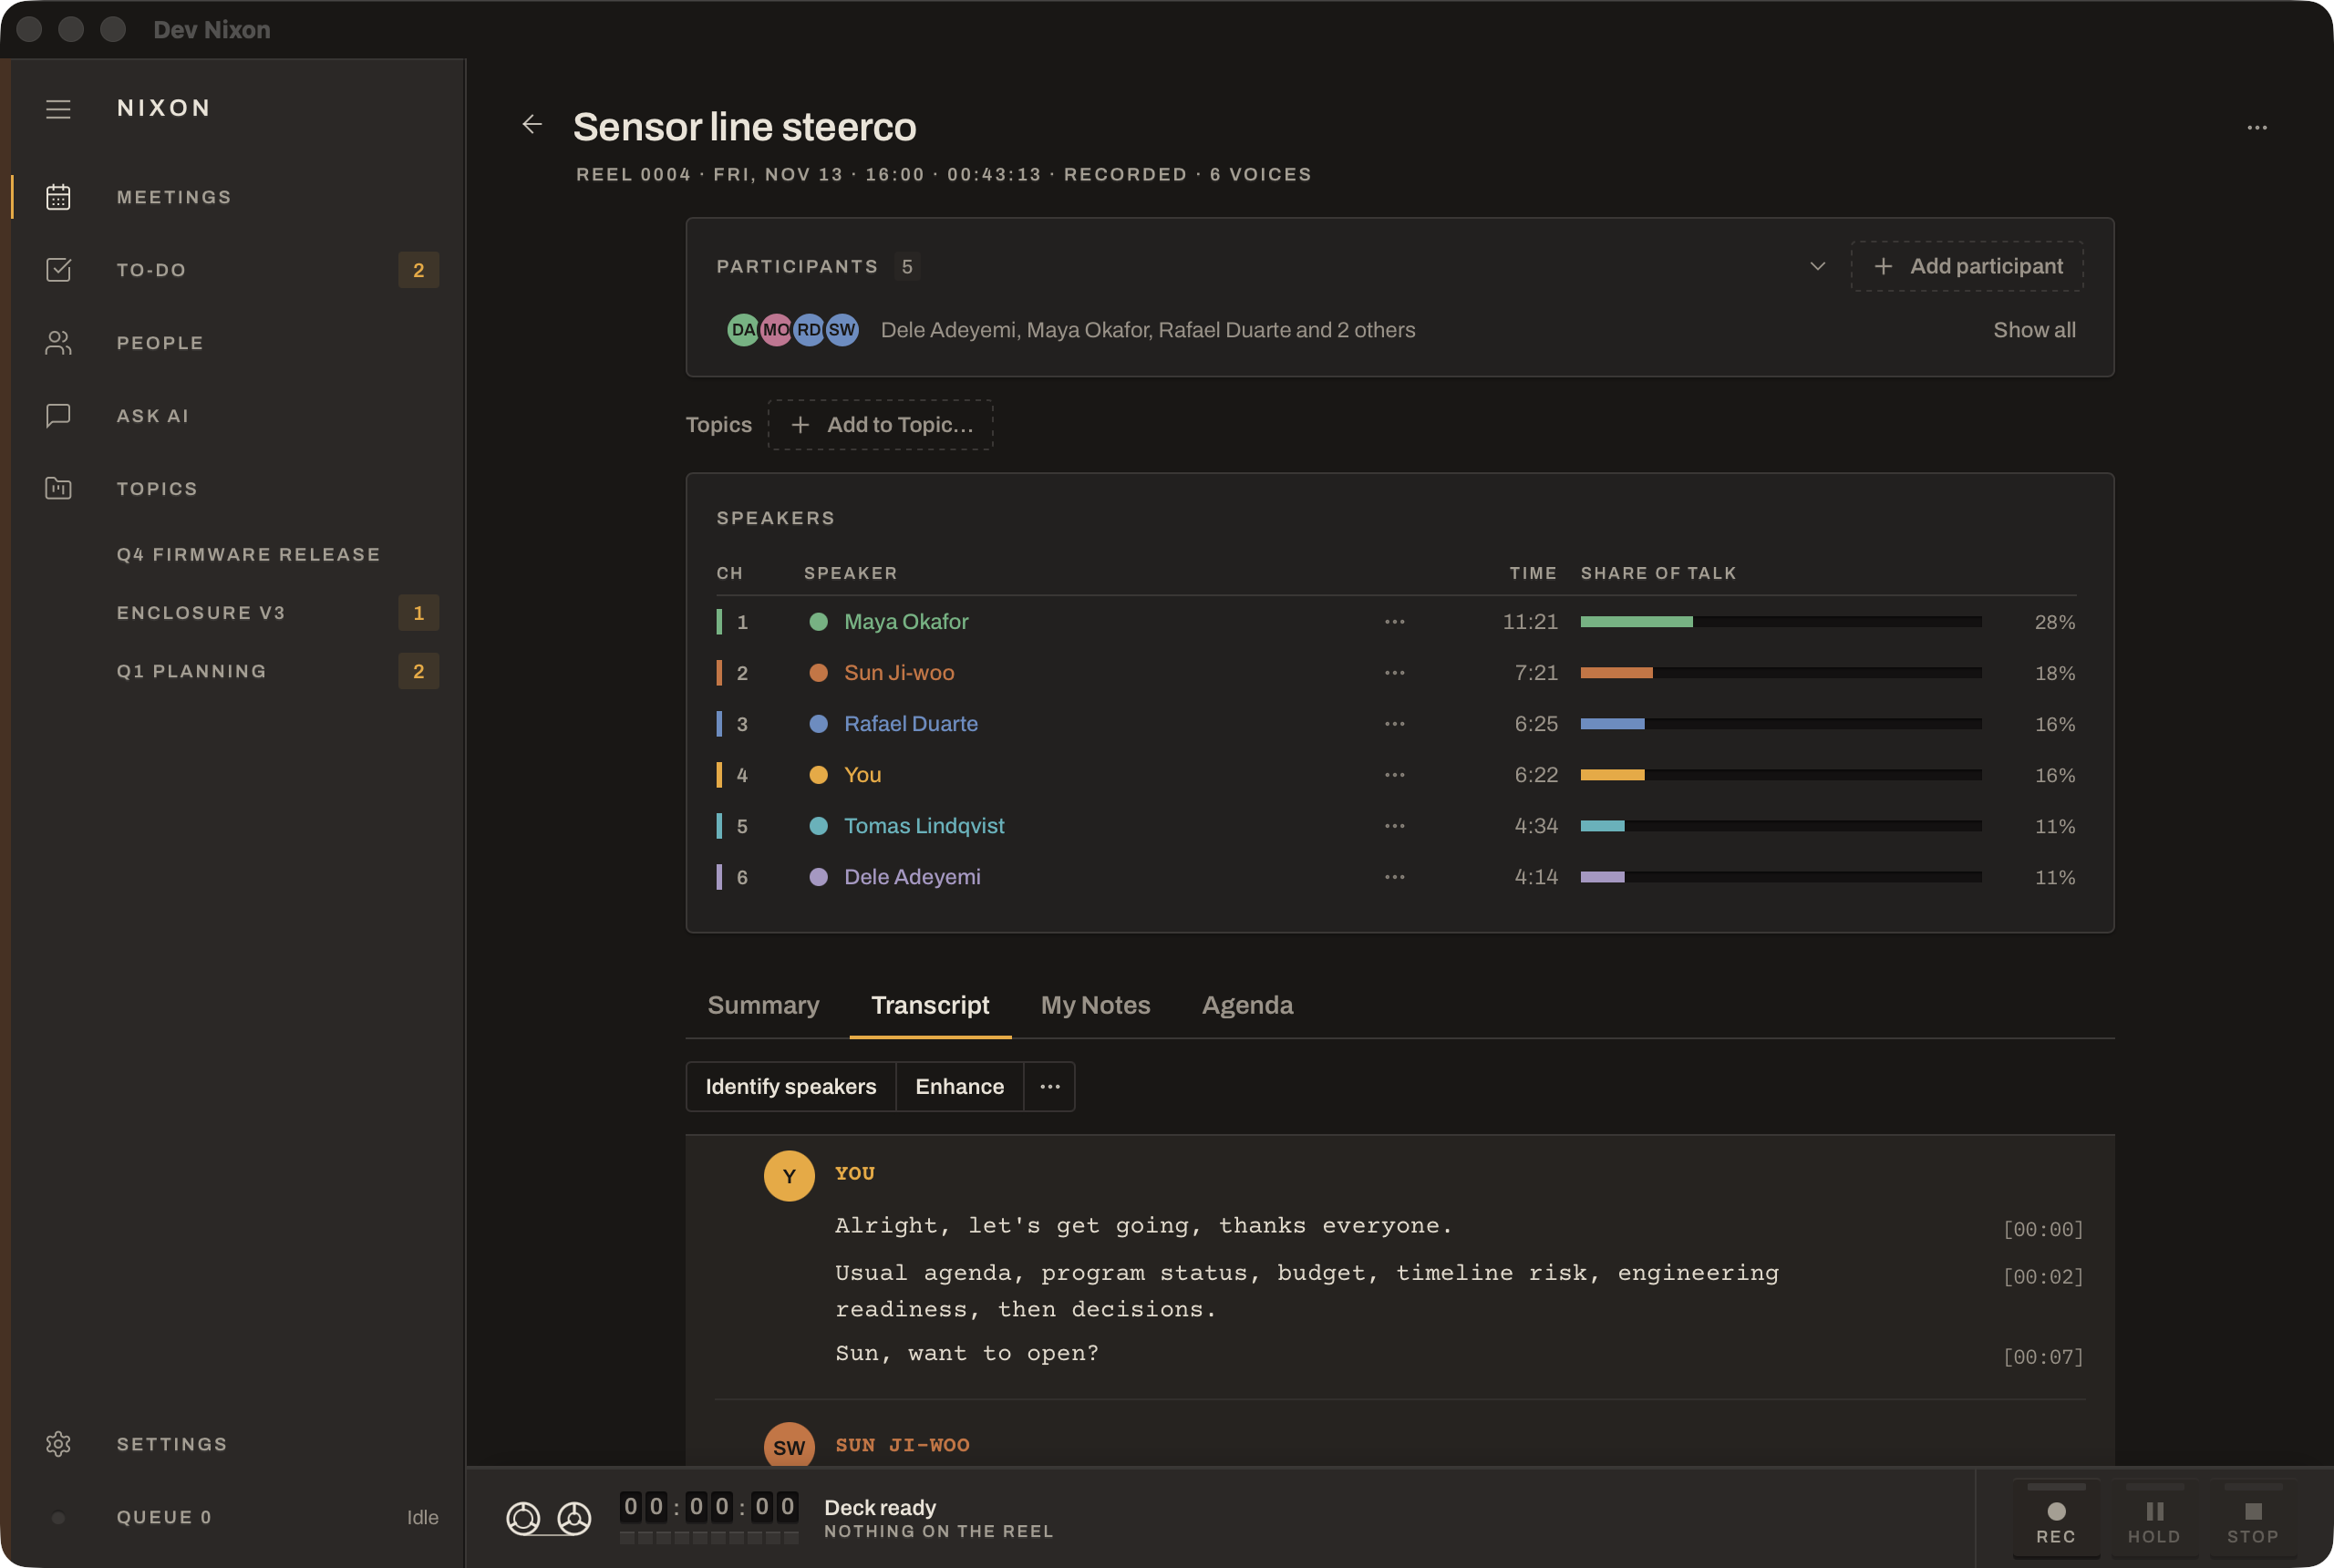 Dev Nixon
NIXON
MEETINGS
TO-DO 2
PEOPLE
ASK AI
TOPICS
Q4 FIRMWARE RELEASE
ENCLOSURE V3 1
Q1 PLANNING 2
SETTINGS
QUEUE 0 Idle
Sensor line steerco
REEL 0004 · FRI, NOV 13 · 16:00 · 00:43:13 · RECORDED · 6 VOICES
PARTICIPANTS 5
Add participant
DA MO RD SW Dele Adeyemi, Maya Okafor, Rafael Duarte and 2 others Show all
Topics Add to Topic...
SPEAKERS
CH SPEAKER TIME SHARE OF TALK
1 Maya Okafor 11:21 28%
2 Sun Ji-woo 7:21 18%
3 Rafael Duarte 6:25 16%
4 You 6:22 16%
5 Tomas Lindqvist 4:34 11%
6 Dele Adeyemi 4:14 11%
Summary Transcript My Notes Agenda
Identify speakers Enhance
Y YOU
Alright, let's get going, thanks everyone. [00:00]
Usual agenda, program status, budget, timeline risk, engineering [00:02]
readiness, then decisions.
Sun, want to open? [00:07]
SW SUN JI-WOO
00:00:00 Deck ready
NOTHING ON THE REEL
REC HOLD STOP